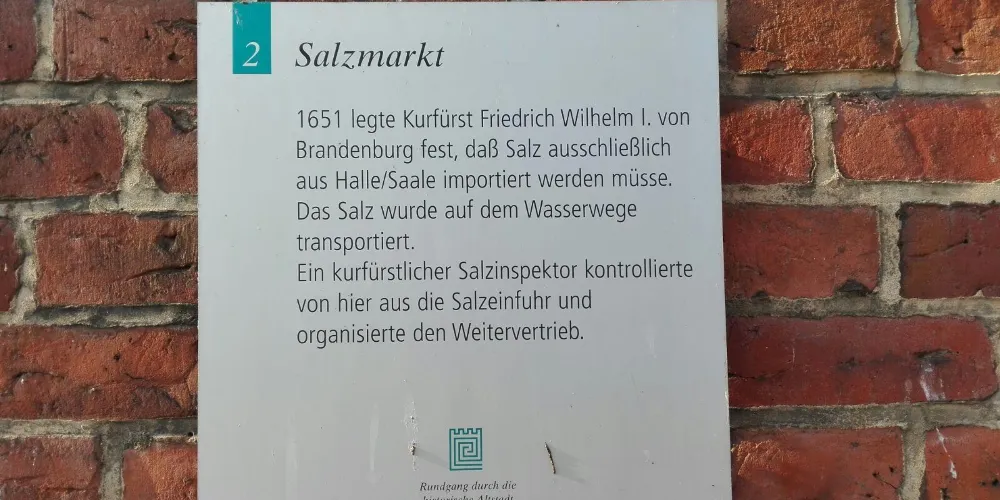 2
Salzmarkt
1651 legte Kurfürst Friedrich Wilhelm I. von
Brandenburg fest, daß Salz ausschließlich
aus Halle/Saale importiert werden müsse.
Das Salz wurde auf dem Wasserwege
transportiert.
Ein kurfürstlicher Salzinspektor kontrollierte
von hier aus die Salzeinfuhr und
organisierte den Weitervertrieb.
Rundgang durch die
historische Altstadt